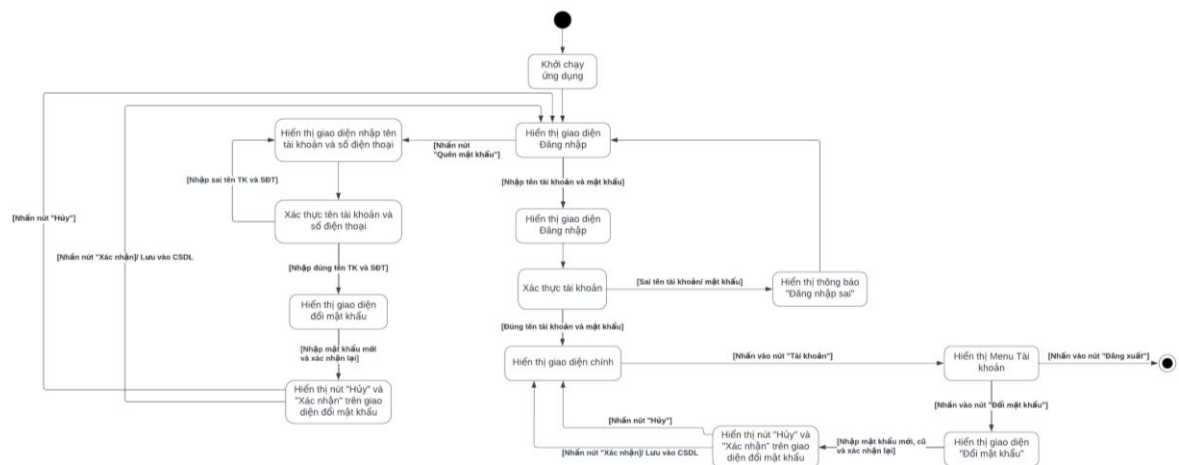 Khởi chạy
ứng dụng
Hiển thị giao diện nhập tên
tài khoản và số điện thoại
[Nhấn nút
"Quên mật khẩu"]
Hiển thị giao diện
Đăng nhập
[Nhập sai tên TK và SĐT]
[Nhập tên tài khoản và mật khẩu]
[Nhấn nút "Hủy"]
Xác thực tên tài khoản và
số điện thoại
Hiển thị giao diện
Đăng nhập
[Nhấn nút "Xác nhận]/ Lưu vào CSDL
[Nhập đúng tên TK và SĐT]
Xác thực tài khoản
[Sai tên tài khoản/ mật khẩu]
Hiển thị thông báo
"Đăng nhập sai"
Hiển thị giao diện
đổi mật khẩu
[Đúng tên tài khoản và mật khẩu]
[Nhập mật khẩu mới
và xác nhận lại]
Hiển thị giao diện chính
[Nhấn vào nút "Tài khoản"]
Hiển thị Menu Tài
khoản
[Nhấn vào nút "Đăng xuất"]
Hiển thị nút "Hủy" và
"Xác nhận" trên giao
diện đổi mật khẩu
[Nhấn vào nút "Đổi mật khẩu"]
[Nhấn nút "Hủy"]
[Nhấn nút "Xác nhận]/ Lưu vào CSDL
Hiển thị nút "Hủy" và
"Xác nhận" trên giao
diện đổi mật khẩu
[Nhập mật khẩu mới, cũ
và xác nhận lại]
Hiển thị giao diện
"Đổi mật khẩu"